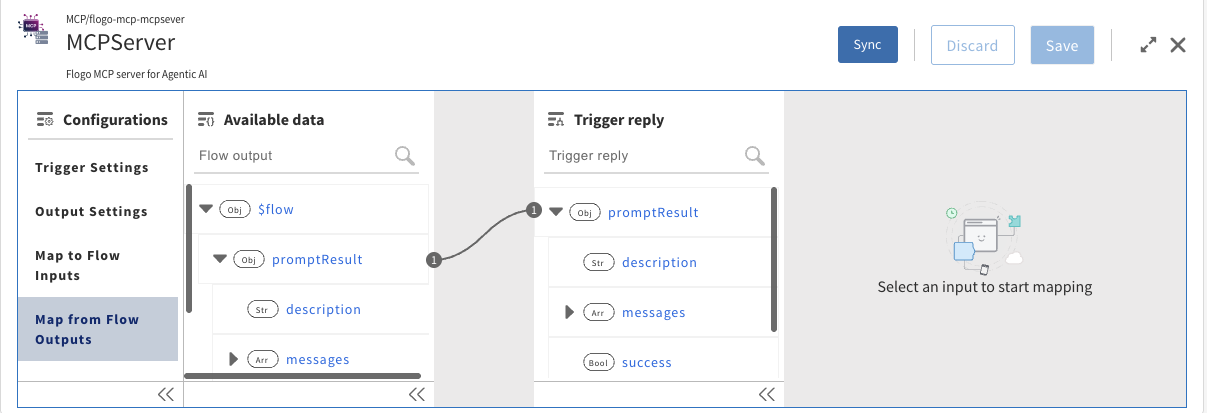 MCP/flogo-mcp-mcpsever
MCPServer
Flogo MCP server for Agentic AI
MCP
Sync
Discard
Save
Configurations
Trigger Settings
Output Settings
Map to Flow
Inputs
Map from Flow
Outputs
Available data
Flow output
Obj $flow
Obj promptResult
1
Str description
Arr messages
Trigger reply
Trigger reply
1
Obj promptResult
Str description
Arr messages
Bool success
Select an input to start mapping